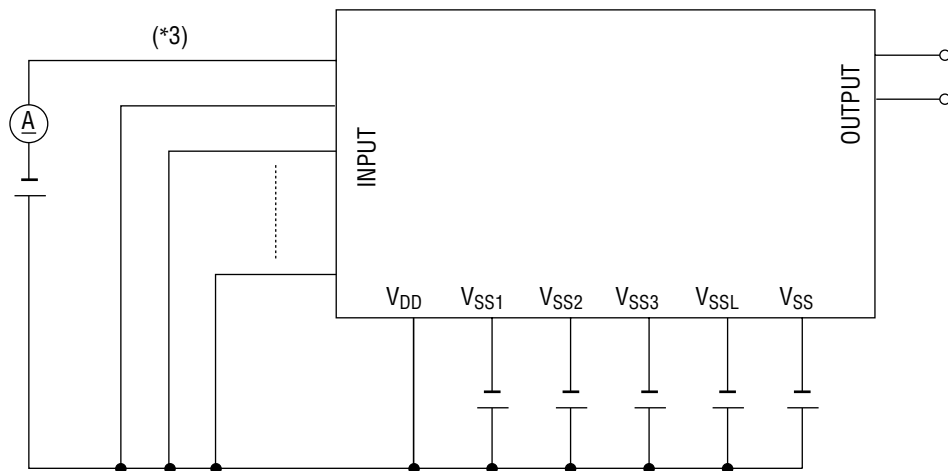 (*3)
A
INPUT
OUTPUT
VDD VSS1 VSS2 VSS3 VSSL VSS